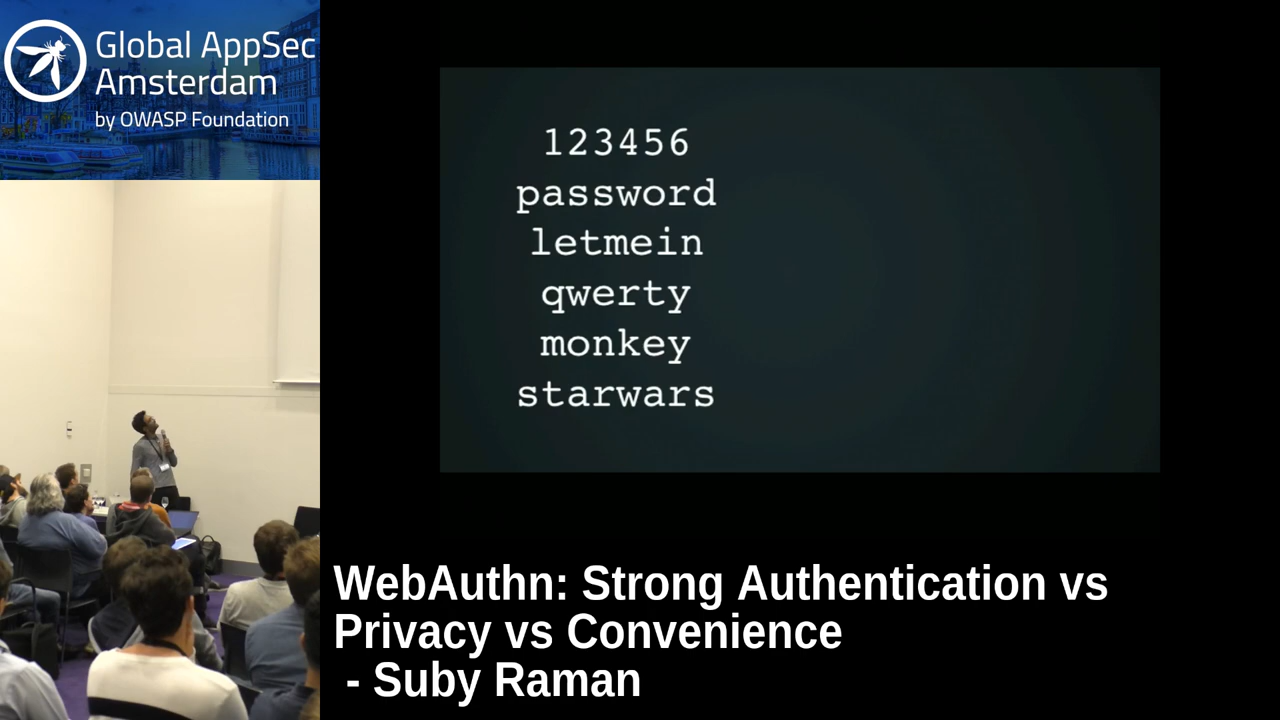 Global AppSec
Amsterdam
by OWASP Foundation
123456
password
letmein
qwerty
monkey
starwars
WebAuthn: Strong Authentication vs
Privacy vs Convenience
- Suby Raman